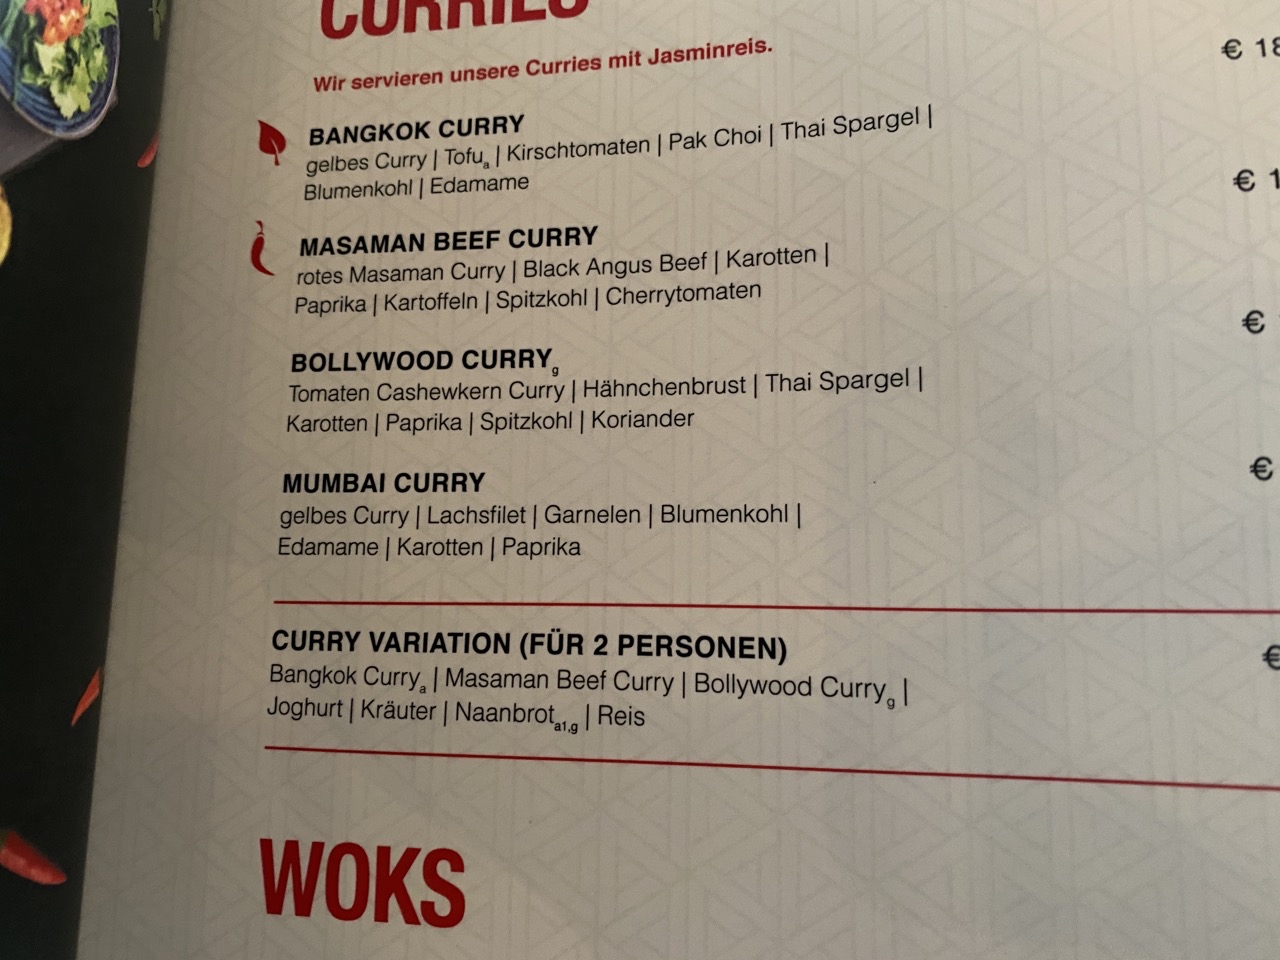 CURRIES
Wir servieren unsere Curries mit Jasminreis.
€ 18
BANGKOK CURRY
gelbes Curry | Tofu a | Kirschtomaten | Pak Choi | Thai Spargel |
Blumenkohl | Edamame
€ 1
MASAMAN BEEF CURRY
rotes Masaman Curry | Black Angus Beef | Karotten |
Paprika | Kartoffeln | Spitzkohl | Cherrytomaten
€
BOLLYWOOD CURRY g
Tomaten Cashewkern Curry | Hähnchenbrust | Thai Spargel |
Karotten | Paprika | Spitzkohl | Koriander
€
MUMBAI CURRY
gelbes Curry | Lachsfilet | Garnelen | Blumenkohl |
Edamame | Karotten | Paprika
€
CURRY VARIATION (FÜR 2 PERSONEN)
Bangkok Curry a | Masaman Beef Curry | Bollywood Curry g |
Joghurt | Kräuter | Naanbrot a1,g | Reis
WOKS